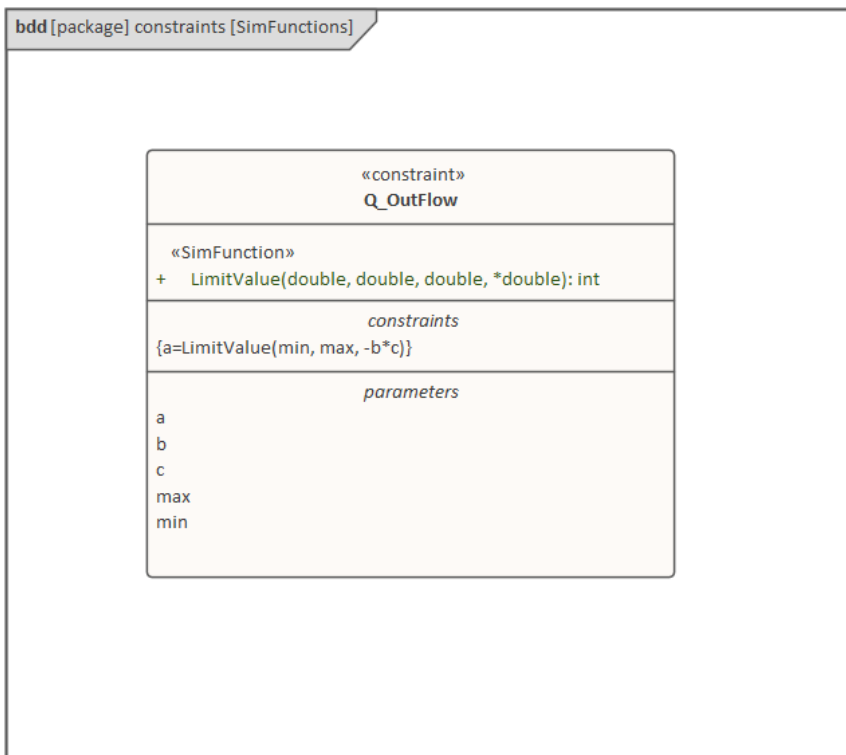 bdd [package] constraints [SimFunctions]
«constraint»
Q_OutFlow
«SimFunction»
+ LimitValue(double, double, double, *double): int
constraints
{a=LimitValue(min, max, -b*c)}
parameters
a
b
c
max
min